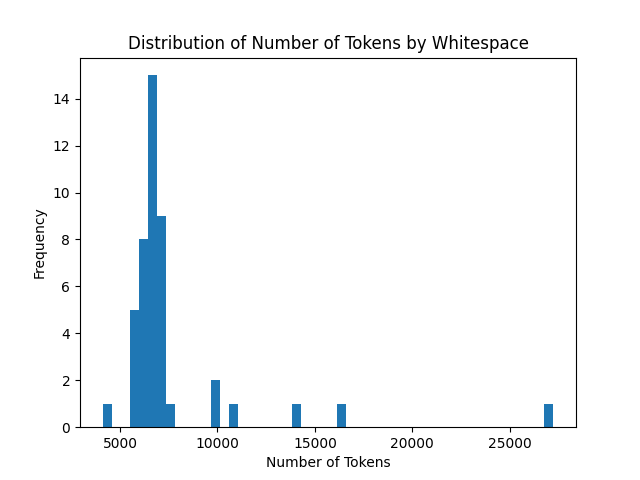 Distribution of Number of Tokens by Whitespace
14
12
10
8
6
4
2
0
Frequency
5000 10000 15000 20000 25000
Number of Tokens